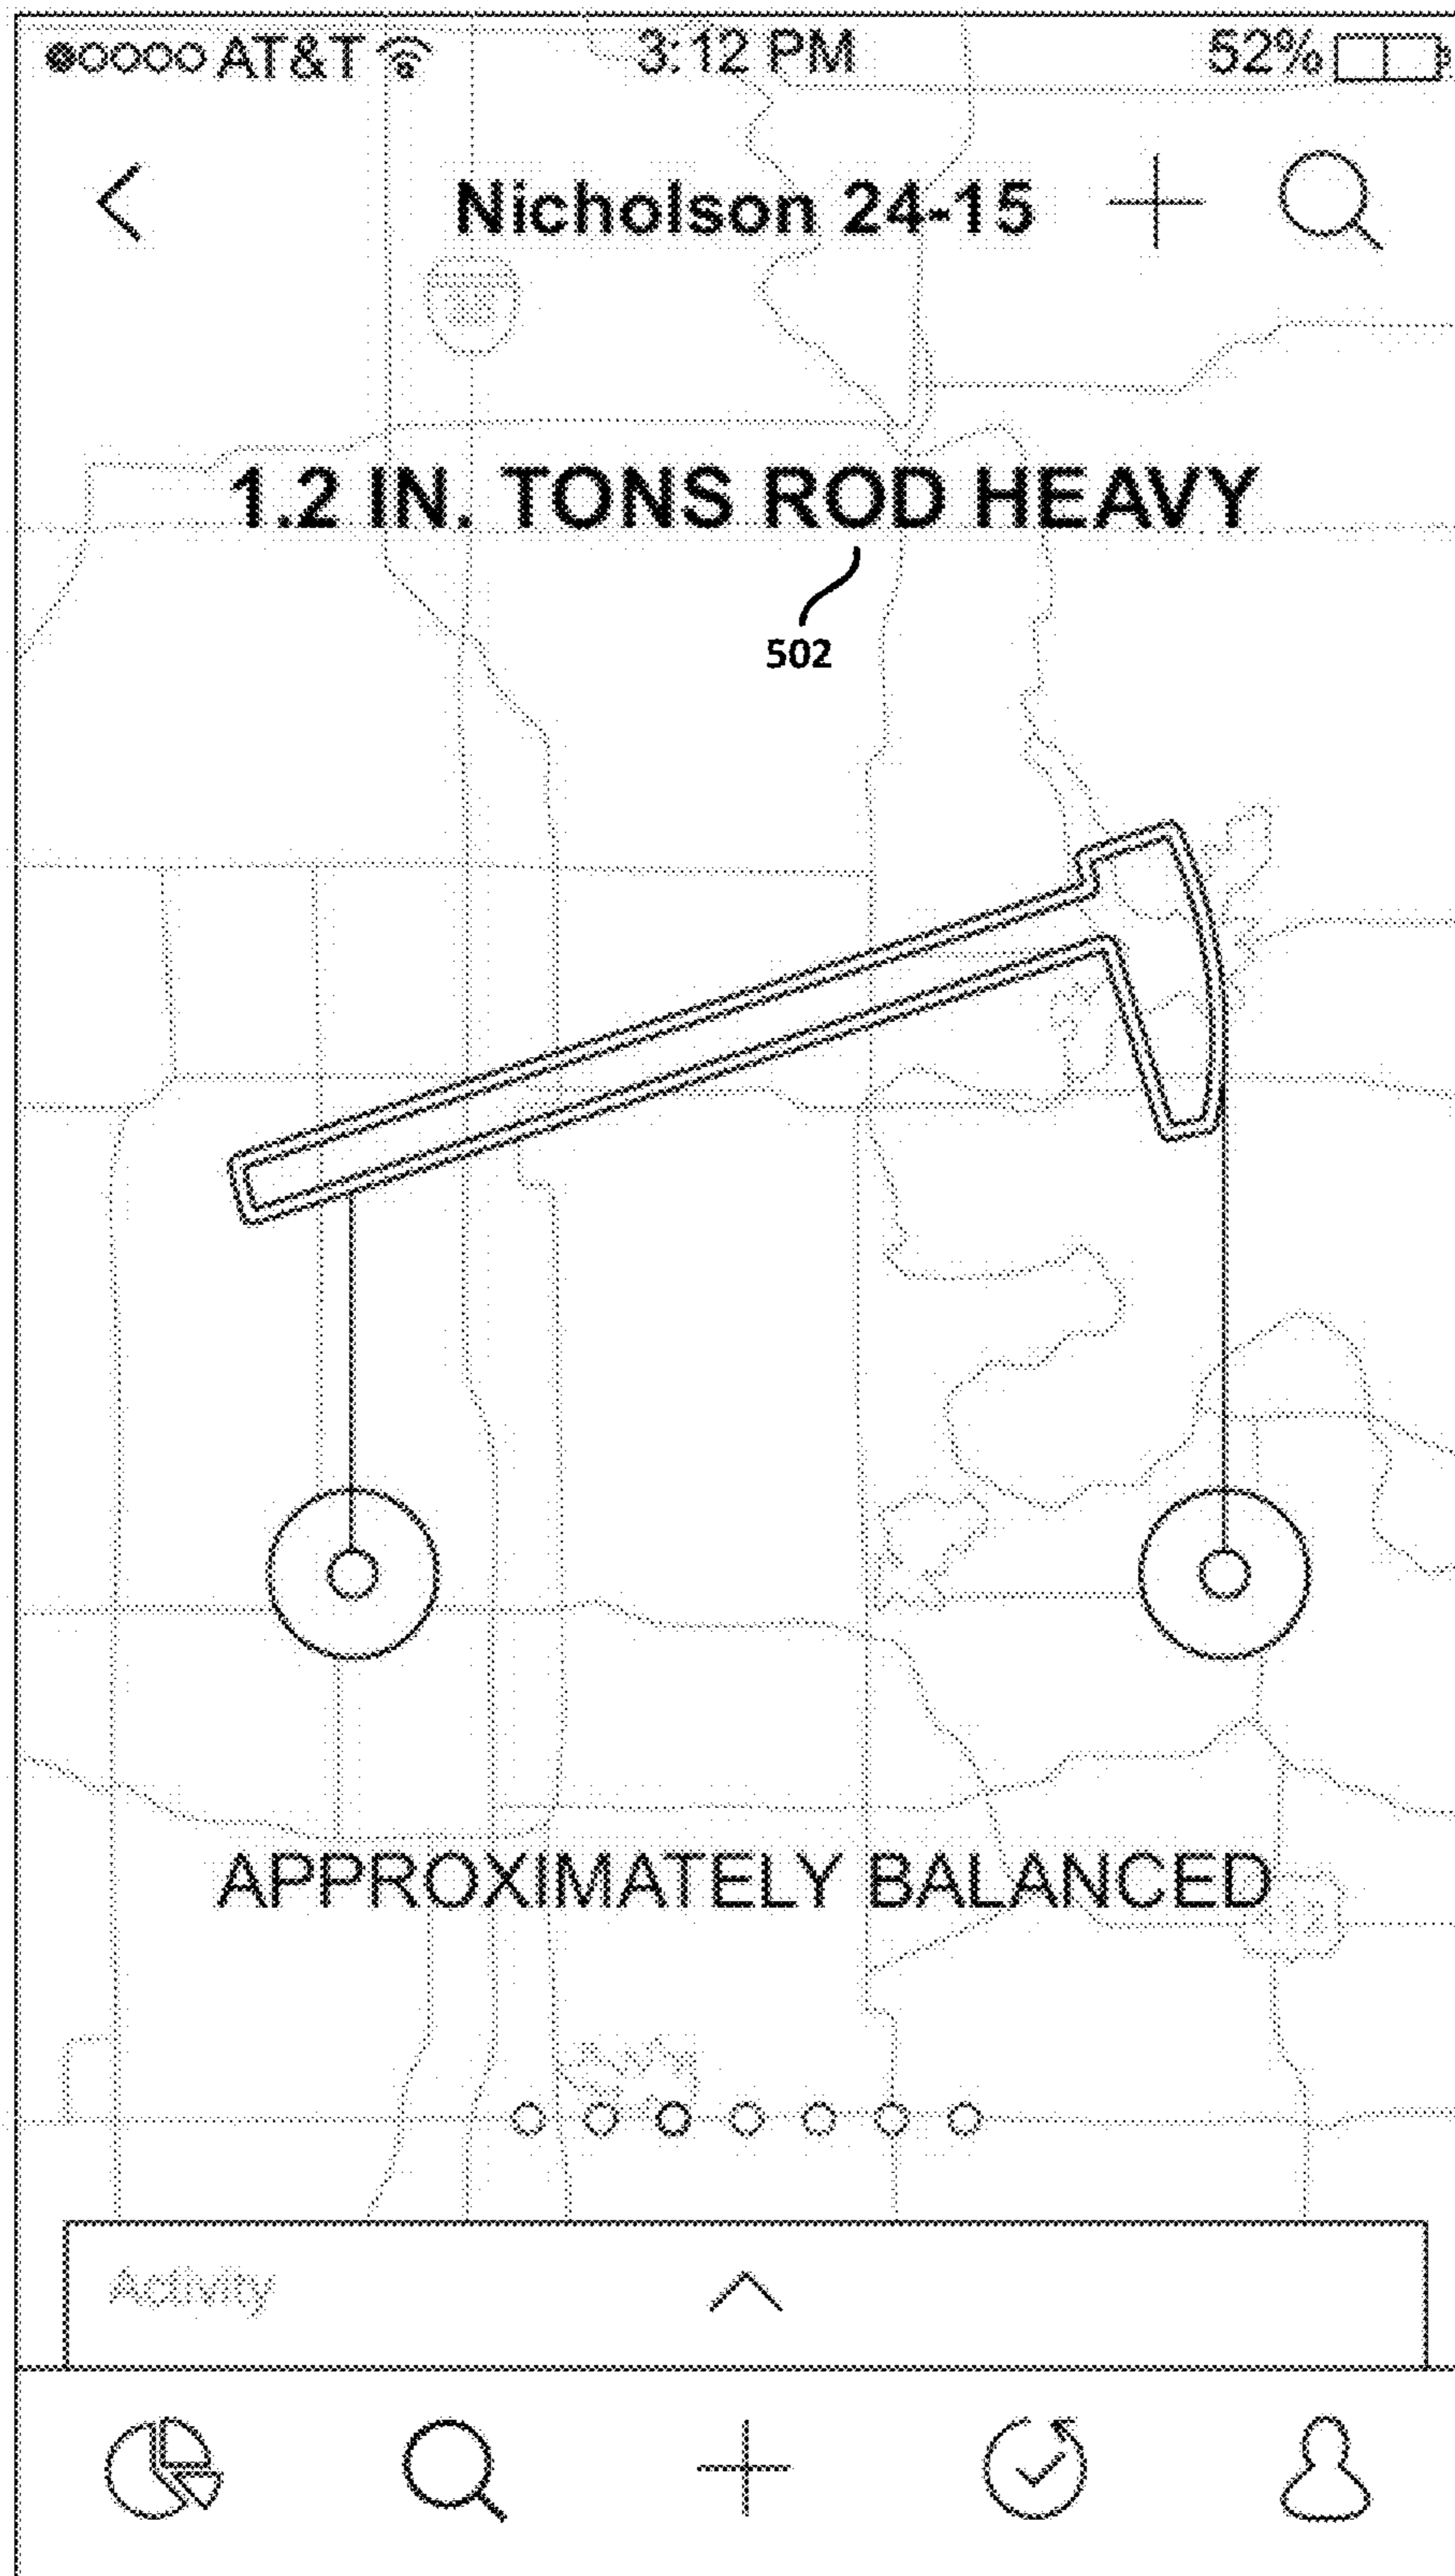 AT&T 3:12 PM 52%
Nicholson 24-15
1.2 IN. TONS ROD HEAVY
502
APPROXIMATELY BALANCED
Activity